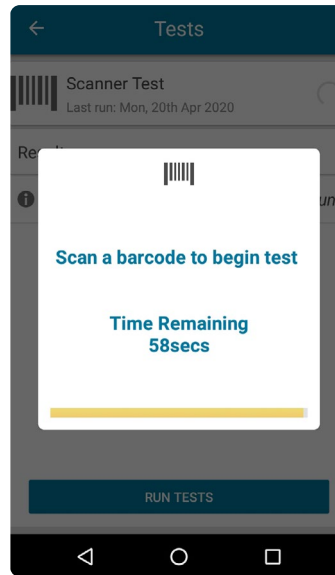 Tests
Scanner Test
Last run: Mon, 20th Apr 2020
Scan a barcode to begin test
Time Remaining
58secs
RUN TESTS